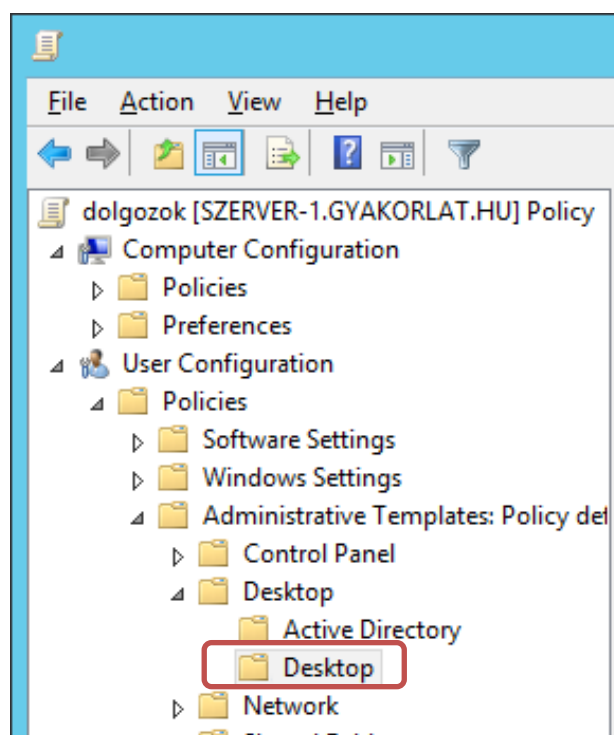 File Action View Help
dolgozok [SZERVER-1.GYAKORLAT.HU] Policy
Computer Configuration
Policies
Preferences
User Configuration
Policies
Software Settings
Windows Settings
Administrative Templates: Policy def
Control Panel
Desktop
Active Directory
Desktop
Network